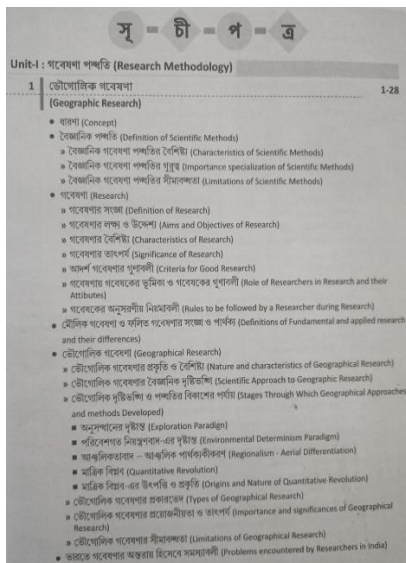 সূ - চী - প - ত্র
Unit-I : গবেষণা পদ্ধতি (Research Methodology)
1 ভৌগোলিক গবেষণা 1-28
(Geographic Research)
• ধারণা (Concept)
• বৈজ্ঞানিক পদ্ধতি (Definition of Scientific Methods)
» বৈজ্ঞানিক গবেষণা পদ্ধতির বৈশিষ্ট্য (Characteristics of Scientific Methods)
» বৈজ্ঞানিক গবেষণা পদ্ধতির গুরুত্ব (Importance specialization of Scientific Methods)
» বৈজ্ঞানিক গবেষণা পদ্ধতির সীমাবদ্ধতা (Limitations of Scientific Methods)
• গবেষণা (Research)
» গবেষণার সংজ্ঞা (Definition of Research)
» গবেষণার লক্ষ্য ও উদ্দেশ্য (Aims and Objectives of Research)
» গবেষণার বৈশিষ্ট্য (Characteristics of Research)
» গবেষণার তাৎপর্য (Significance of Research)
» আদর্শ গবেষণার গুণাবলী (Criteria for Good Research)
» গবেষণায় গবেষকের ভূমিকা ও গবেষকের গুণাবলী (Role of Researchers in Research and their
Attibutes)
» গবেষকের অনুসরণীয় নিয়মাবলী (Rules to be followed by a Researcher during Research)
• মৌলিক গবেষণা ও ফলিত গবেষণার সংজ্ঞা ও পার্থক্য (Definitions of Fundamental and applied research
and their differences)
• ভৌগোলিক গবেষণা (Geographical Research)
» ভৌগোলিক গবেষণার প্রকৃতি ও বৈশিষ্ট্য (Nature and characteristics of Geographical Research)
» ভৌগোলিক গবেষণার বৈজ্ঞানিক দৃষ্টিভঙ্গি (Scientific Approach to Geographic Research)
» ভৌগোলিক দৃষ্টিভঙ্গি ও পদ্ধতির বিকাশের পর্যায় (Stages Through Which Geographical Approaches
and methods Developed)
■ অনুসন্ধানের দৃষ্টান্ত (Exploration Paradigm)
■ পরিবেশগত নিয়ন্ত্রণবাদ-এর দৃষ্টান্ত (Environmental Determinism Paradigm)
■ আঞ্চলিকতাবাদ – আঞ্চলিক পার্থক্যীকরণ (Regionalism - Aerial Differentiation)
■ মাত্রিক বিপ্লব (Quantitative Revolution)
■ মাত্রিক বিপ্লব-এর উৎপত্তি ও প্রকৃতি (Origins and Nature of Quantitative Revolution)
» ভৌগোলিক গবেষণার প্রকারভেদ (Types of Geographical Research)
» ভৌগোলিক গবেষণার প্রয়োজনীয়তা ও তাৎপর্য (Importance and significances of Geographical
Research)
» ভৌগোলিক গবেষণার সীমাবদ্ধতা (Limitations of Geographical Research)
• ভারতে গবেষণার অন্তরায় হিসেবে সমস্যাবলী (Problems encountered by Researchers in India)